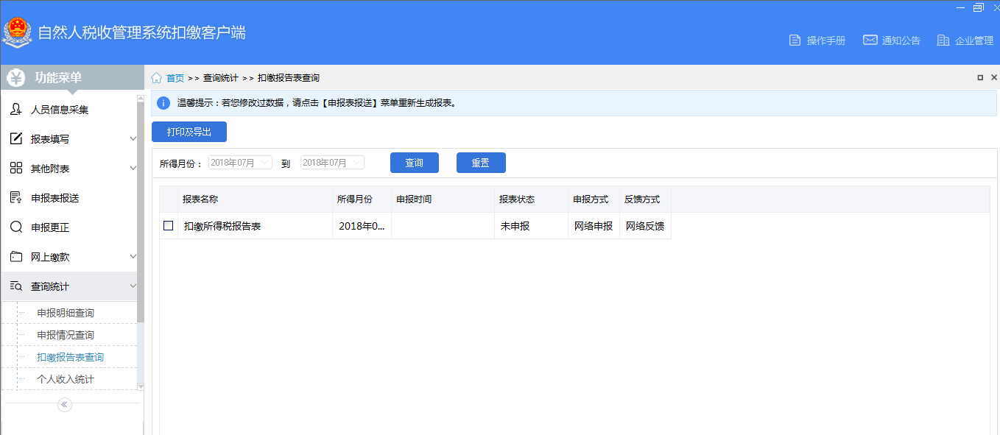 自然人税收管理系统扣缴客户端
操作手册 通知公告 企业管理
功能菜单
首页 >> 查询统计 >> 扣缴报告表查询
温馨提示：若您修改过数据，请点击【申报表报送】菜单重新生成报表。
打印及导出
所得月份： 2018年07月 到 2018年07月 查询 重置
报表名称 所得月份 申报时间 报表状态 申报方式 反馈方式
扣缴所得税报告表 2018年0... 未申报 网络申报 网络反馈
人员信息采集
报表填写
其他附表
申报表报送
申报更正
网上缴款
查询统计
申报明细查询
申报情况查询
扣缴报告表查询
个人收入统计